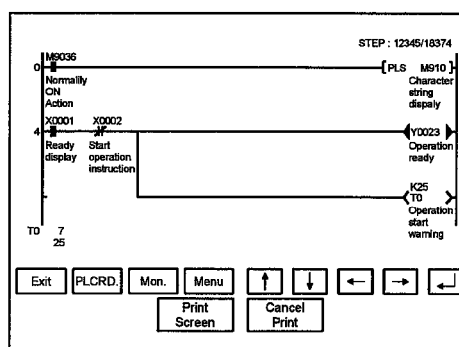 STEP : 12345/18374
M9036
0
PLS M910
Normally
ON
Action
Character
string
dispaly
X0001 X0002
4
Y0023
Ready
display
Start
operation
instruction
Operation
ready
K25
T0
Operation
start
warning
T0 7
25
Exit PLCRD. Mon. Menu
Print
Screen
Cancel
Print